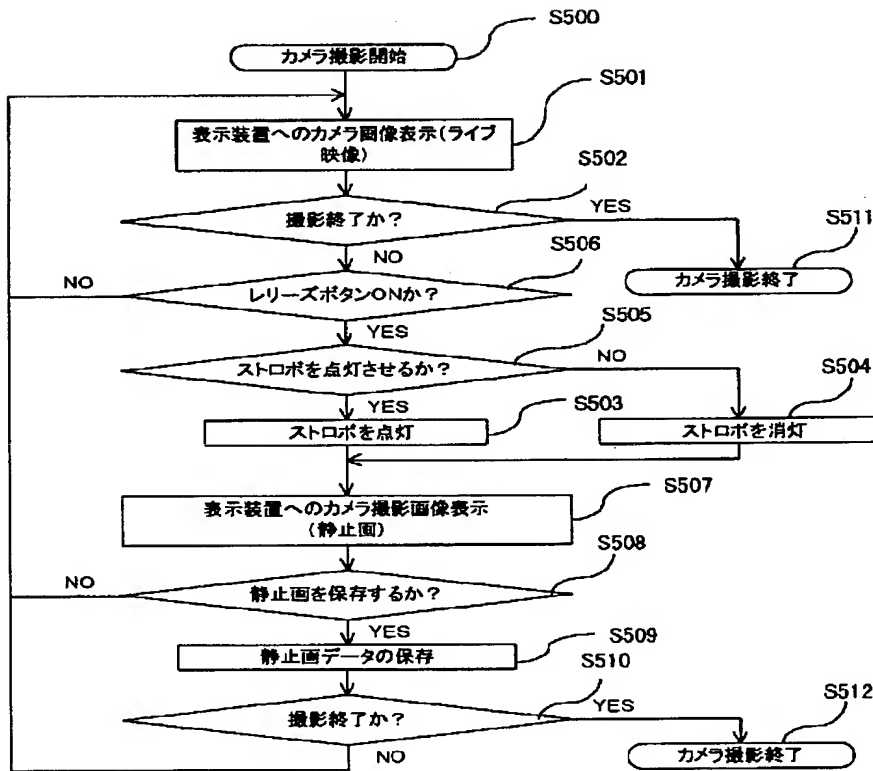 S500
カメラ撮影開始
S501
表示装置へのカメラ画像表示(ライブ
映像)
S502
撮影終了か?
YES
S511
NO
S506
カメラ撮影終了
NO
レリーズボタンONか?
YES
S505
ストロボを点灯させるか?
NO
S504
YES
S503
ストロボを点灯
ストロボを消灯
S507
表示装置へのカメラ撮影画像表示
(静止画)
S508
NO
静止画を保存するか?
YES
S509
静止画データの保存
S510
撮影終了か?
YES
S512
NO
カメラ撮影終了